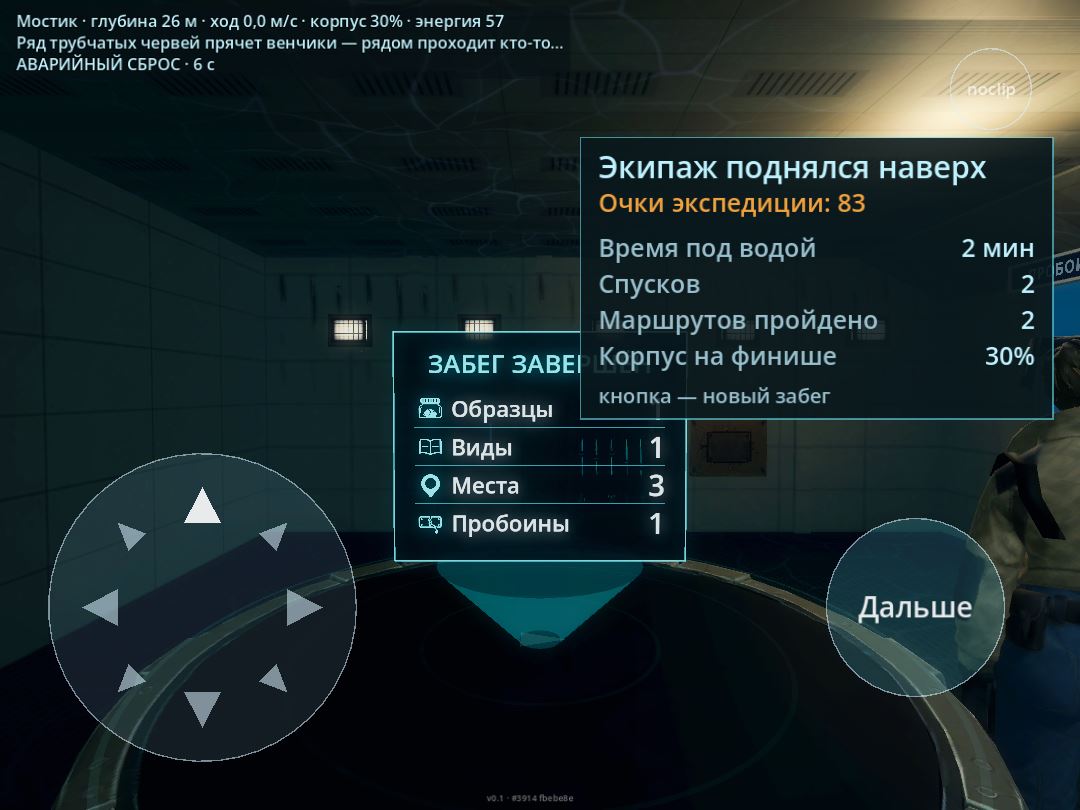 Мостик · глубина 26 м · ход 0,0 м/с · корпус 30% · энергия 57
Ряд трубчатых червей прячет венчики — рядом проходит кто-то...
АВАРИЙНЫЙ СБРОС · 6 с
noclip
Экипаж поднялся наверх
Очки экспедиции: 83
Время под водой 2 мин
Спусков 2
Маршрутов пройдено 2
Корпус на финише 30%
кнопка — новый забег
ЗАБЕГ ЗАВЕРШЕН
Образцы
Виды 1
Места 3
Пробоины 1
Дальше
v0.1 · #3914 fbebe8e